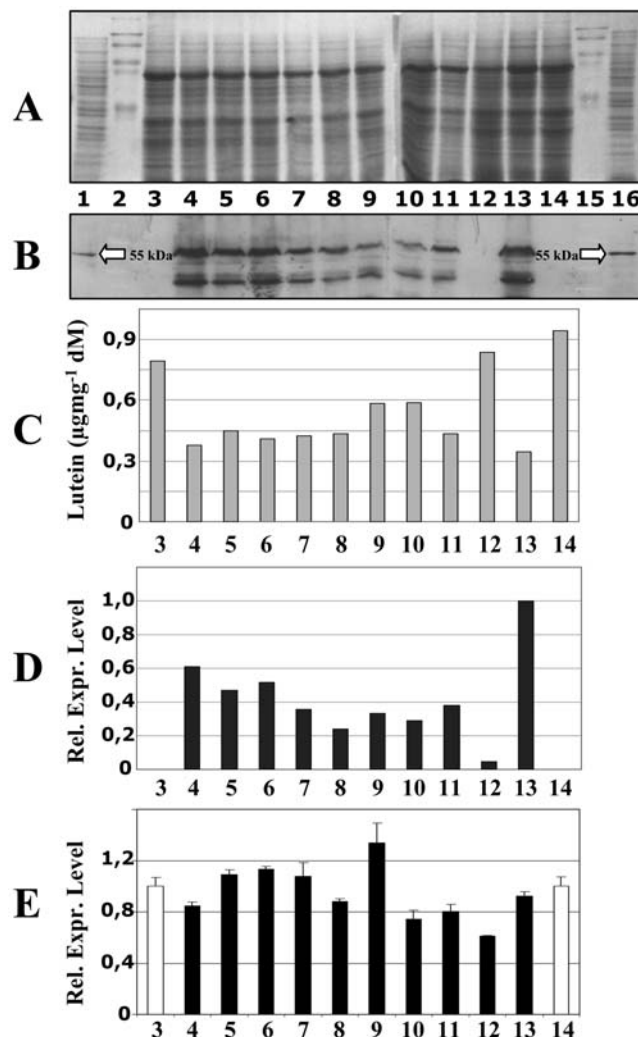 A
1 2 3 4 5 6 7 8 9 10 11 12 13 14 15 16
B
55 kDa 55 kDa
C
Lutein (µgmg⁻¹ dM)
0,9
0,6
0,3
0
3 4 5 6 7 8 9 10 11 12 13 14
D
Rel. Expr. Level
1,0
0,8
0,6
0,4
0,2
0
3 4 5 6 7 8 9 10 11 12 13 14
E
Rel. Expr. Level
1,2
0,8
0,4
0
3 4 5 6 7 8 9 10 11 12 13 14